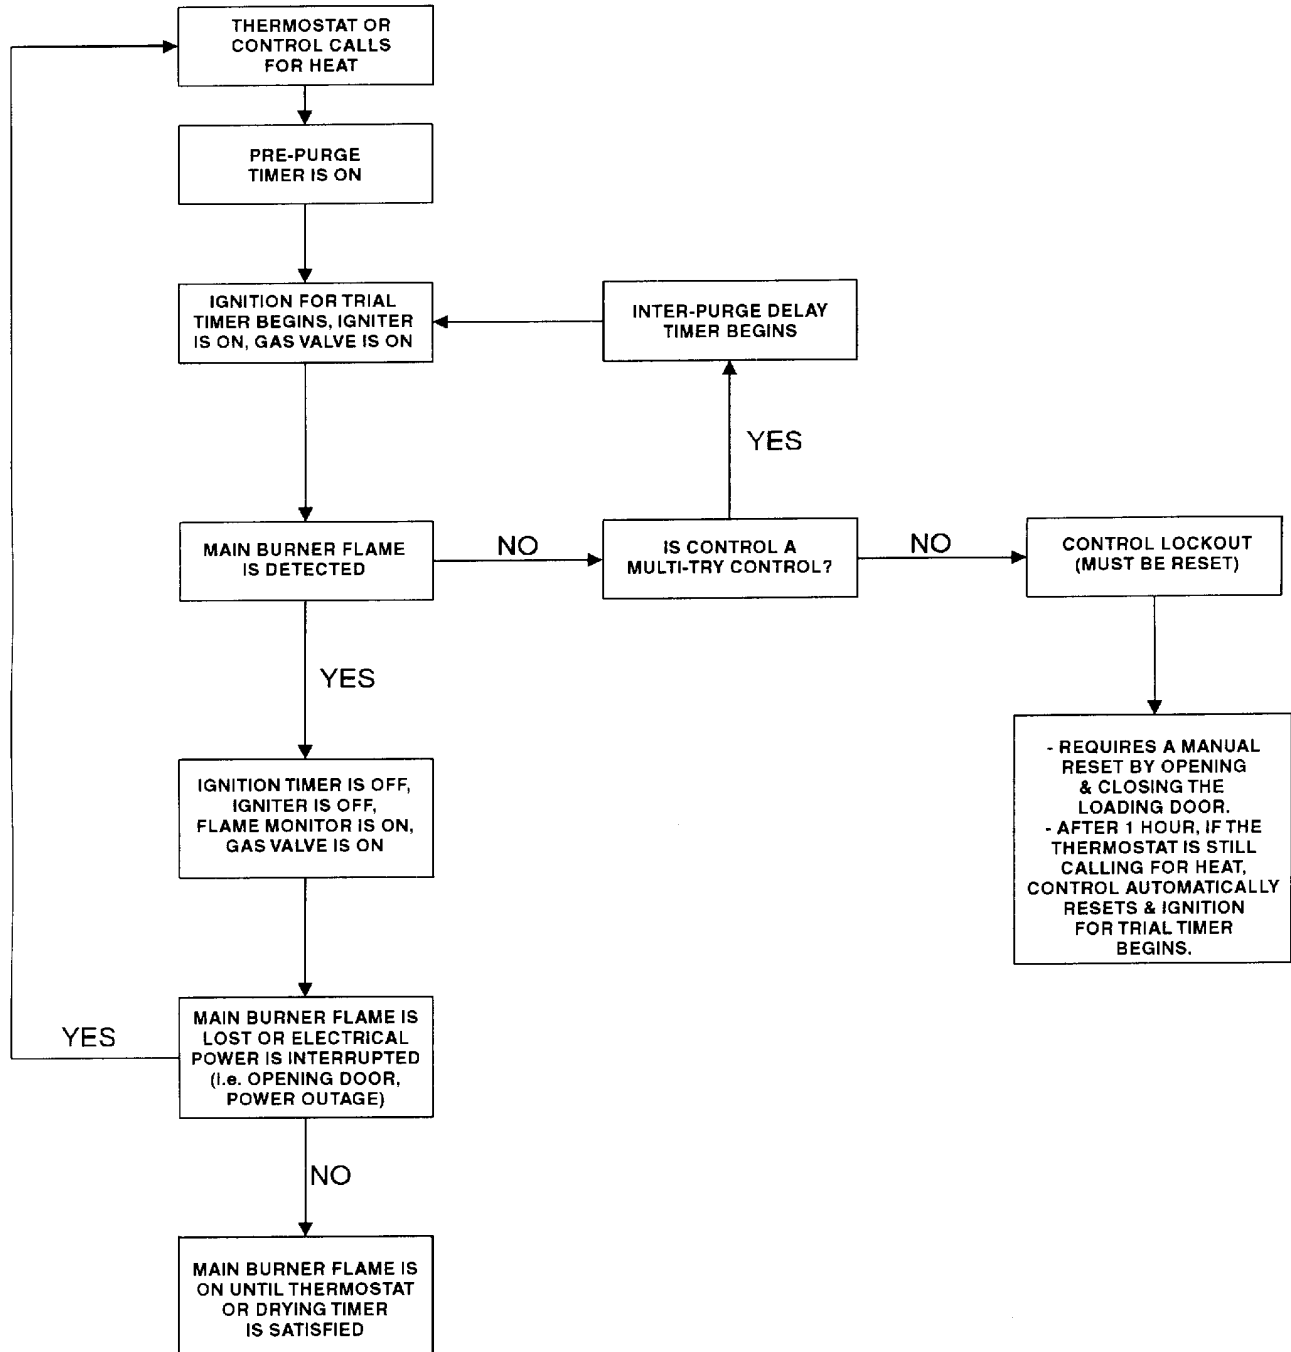 THERMOSTAT OR
CONTROL CALLS
FOR HEAT
PRE-PURGE
TIMER IS ON
IGNITION FOR TRIAL
TIMER BEGINS, IGNITER
IS ON, GAS VALVE IS ON
INTER-PURGE DELAY
TIMER BEGINS
YES
MAIN BURNER FLAME
IS DETECTED
NO
IS CONTROL A
MULTI-TRY CONTROL?
NO
CONTROL LOCKOUT
(MUST BE RESET)
YES
IGNITION TIMER IS OFF,
IGNITER IS OFF,
FLAME MONITOR IS ON,
GAS VALVE IS ON
- REQUIRES A MANUAL
RESET BY OPENING
& CLOSING THE
LOADING DOOR.
- AFTER 1 HOUR, IF THE
THERMOSTAT IS STILL
CALLING FOR HEAT,
CONTROL AUTOMATICALLY
RESETS & IGNITION
FOR TRIAL TIMER
BEGINS.
YES
MAIN BURNER FLAME IS
LOST OR ELECTRICAL
POWER IS INTERRUPTED
(i.e. OPENING DOOR,
POWER OUTAGE)
NO
MAIN BURNER FLAME IS
ON UNTIL THERMOSTAT
OR DRYING TIMER
IS SATISFIED